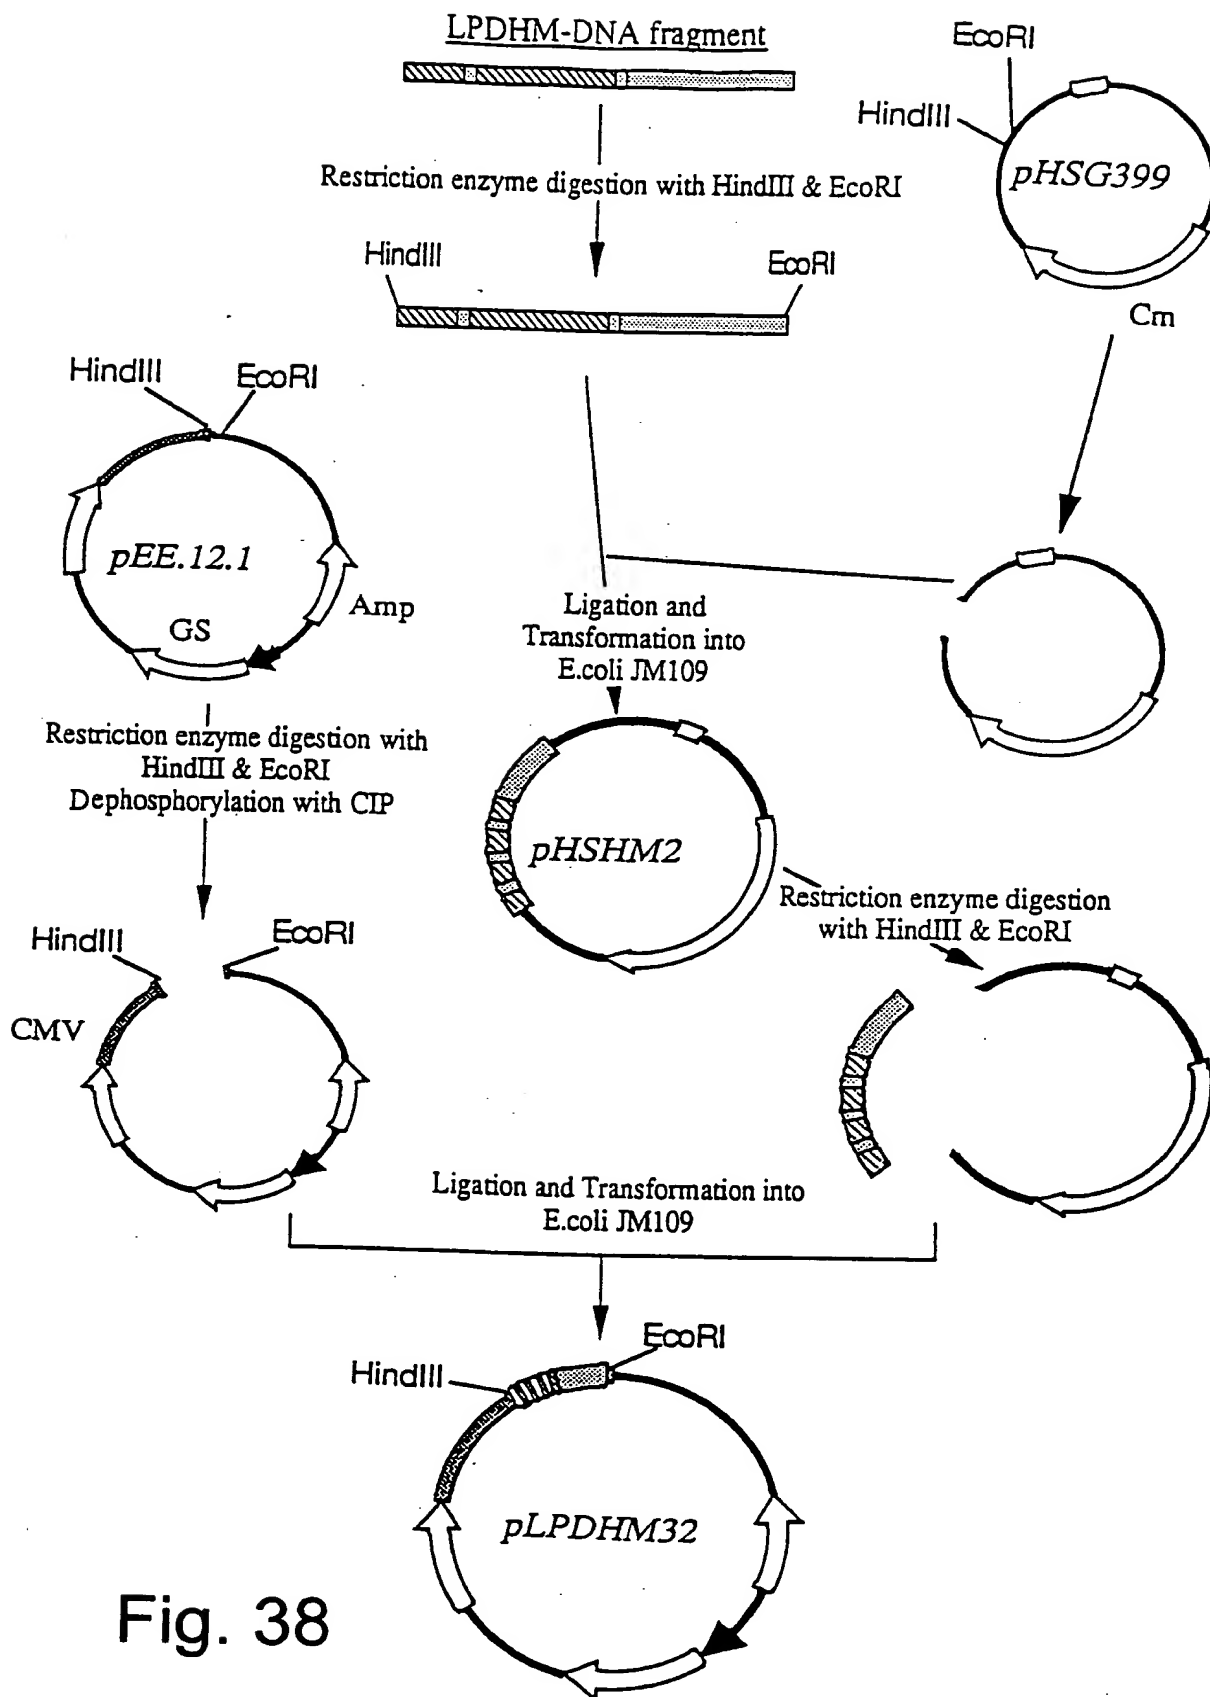 LPDHM-DNA fragment
EcoRI
HindIII
pHSG399
Restriction enzyme digestion with HindIII & EcoRI
HindIII
EcoRI
Cm
HindIII
EcoRI
pEE.12.1
Amp
GS
Ligation and
Transformation into
E.coli JM109
Restriction enzyme digestion with
HindIII & EcoRI
Dephosphorylation with CIP
pHSHM2
Restriction enzyme digestion
with HindIII & EcoRI
HindIII
EcoRI
CMV
Ligation and Transformation into
E.coli JM109
EcoRI
HindIII
pLPDHM32
Fig. 38